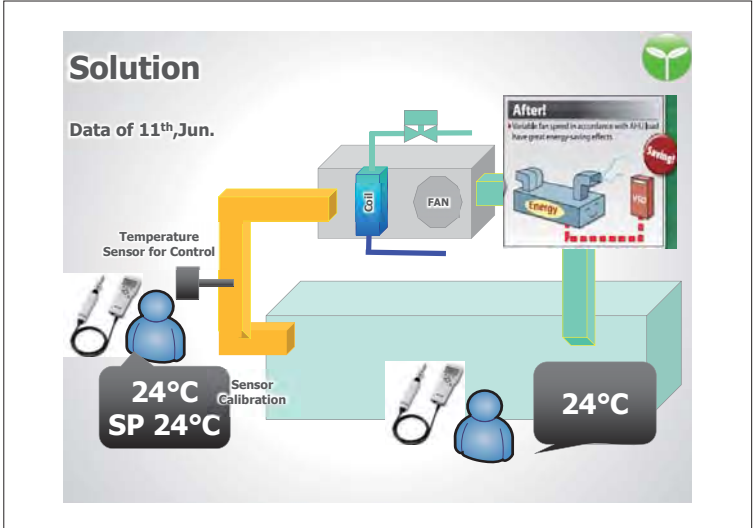 Solution
Data of 11th,Jun.
After!
Variable fan speed in accordance with AHU load
have great energy-saving effects.
Saving!
Energy
VSD
Coil
FAN
Temperature
Sensor for Control
24°C
SP 24°C
Sensor
Calibration
24°C